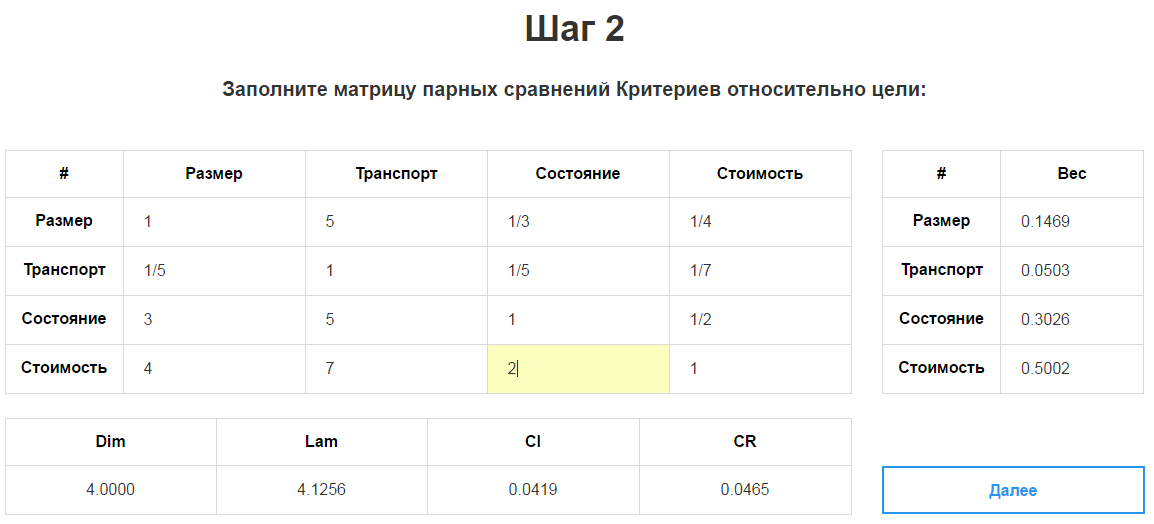 Шаг 2
Заполните матрицу парных сравнений Критериев относительно цели:
# Размер Транспорт Состояние Стоимость # Вес
Размер 1 5 1/3 1/4 Размер 0.1469
Транспорт 1/5 1 1/5 1/7 Транспорт 0.0503
Состояние 3 5 1 1/2 Состояние 0.3026
Стоимость 4 7 2 1 Стоимость 0.5002
Dim Lam CI CR
4.0000 4.1256 0.0419 0.0465 Далее